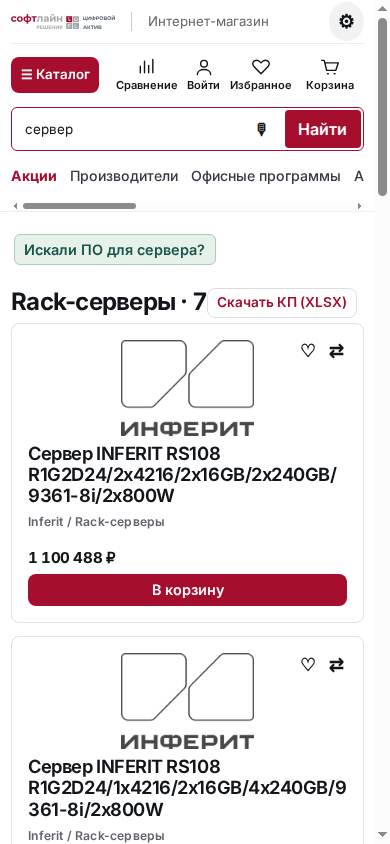 софтлайн
РЕШЕНИЯ
ЦИФРОВОЙ
АКТИВ
Интернет-магазин
Каталог
Сравнение
Войти
Избранное
Корзина
сервер
Найти
Акции Производители Офисные программы А
Искали ПО для сервера?
Rack-серверы · 7
Скачать КП (XLSX)
ИНФЕРИТ
Сервер INFERIT RS108
R1G2D24/2x4216/2x16GB/2x240GB/
9361-8i/2x800W
Inferit / Rack-серверы
1 100 488 ₽
В корзину
ИНФЕРИТ
Сервер INFERIT RS108
R1G2D24/1x4216/2x16GB/4x240GB/9
361-8i/2x800W
Inferit / Rack-серверы